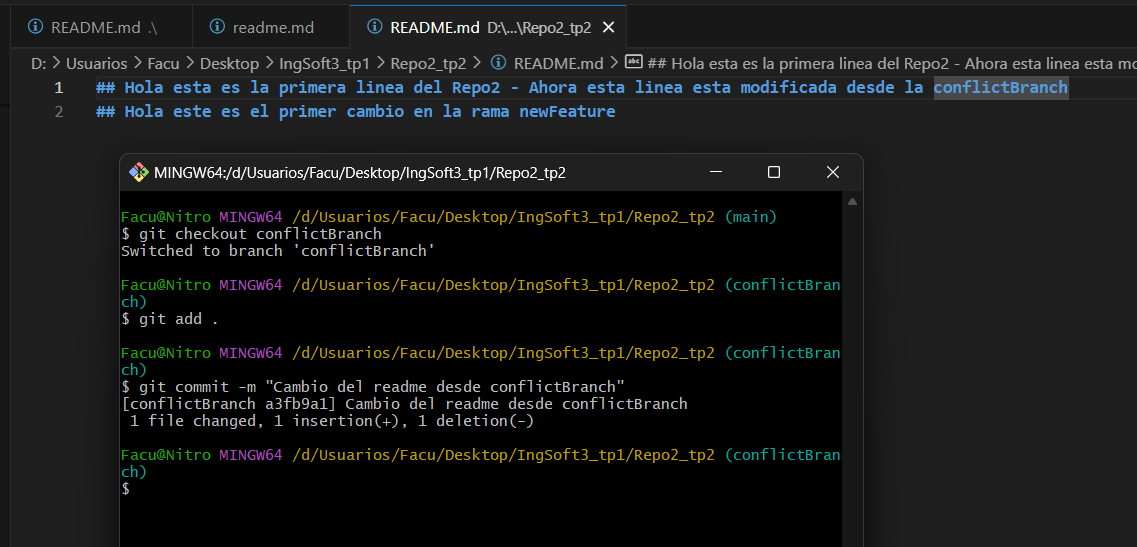 README.md .\ readme.md README.md D:\...\Repo2_tp2
D: > Usuarios > Facu > Desktop > IngSoft3_tp1 > Repo2_tp2 > README.md > abc ## Hola esta es la primera linea del Repo2 - Ahora esta linea esta mo
1 ## Hola esta es la primera linea del Repo2 - Ahora esta linea esta modificada desde la conflictBranch
2 ## Hola este es el primer cambio en la rama newFeature
MINGW64:/d/Usuarios/Facu/Desktop/IngSoft3_tp1/Repo2_tp2
Facu@Nitro MINGW64 /d/Usuarios/Facu/Desktop/IngSoft3_tp1/Repo2_tp2 (main)
$ git checkout conflictBranch
Switched to branch 'conflictBranch'
Facu@Nitro MINGW64 /d/Usuarios/Facu/Desktop/IngSoft3_tp1/Repo2_tp2 (conflictBran
ch)
$ git add .
Facu@Nitro MINGW64 /d/Usuarios/Facu/Desktop/IngSoft3_tp1/Repo2_tp2 (conflictBran
ch)
$ git commit -m "Cambio del readme desde conflictBranch"
[conflictBranch a3fb9a1] Cambio del readme desde conflictBranch
1 file changed, 1 insertion(+), 1 deletion(-)
Facu@Nitro MINGW64 /d/Usuarios/Facu/Desktop/IngSoft3_tp1/Repo2_tp2 (conflictBran
ch)
$